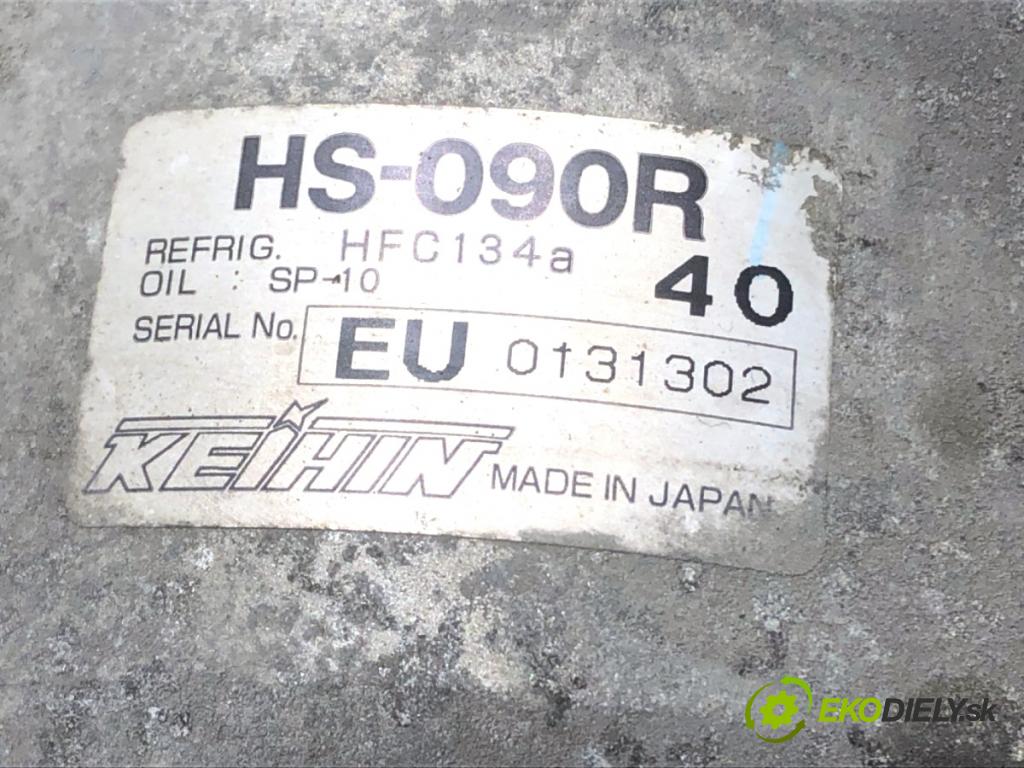 HS-090R
REFRIG. HFC134a 40
OIL : SP-10
SERIAL No. EU 0131302
KEIHIN MADE IN JAPAN
EKODIELY.sk